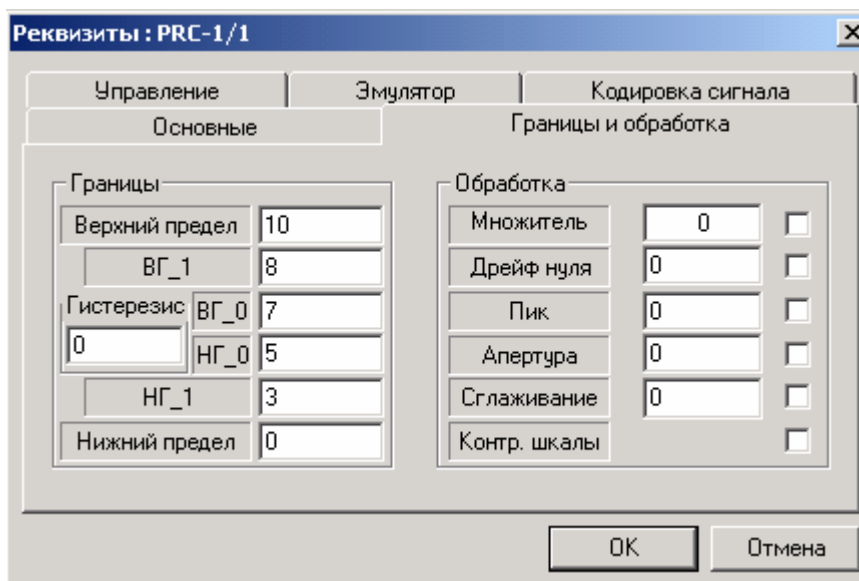 Реквизиты : PRC-1/1
Управление Эмулятор Кодировка сигнала
Основные Границы и обработка
Границы
Верхний предел 10
ВГ_1 8
Гистерезис ВГ_0 7
0 НГ_0 5
НГ_1 3
Нижний предел 0
Обработка
Множитель 0
Дрейф нуля 0
Пик 0
Апертура 0
Сглаживание 0
Контр. шкалы
OK Отмена